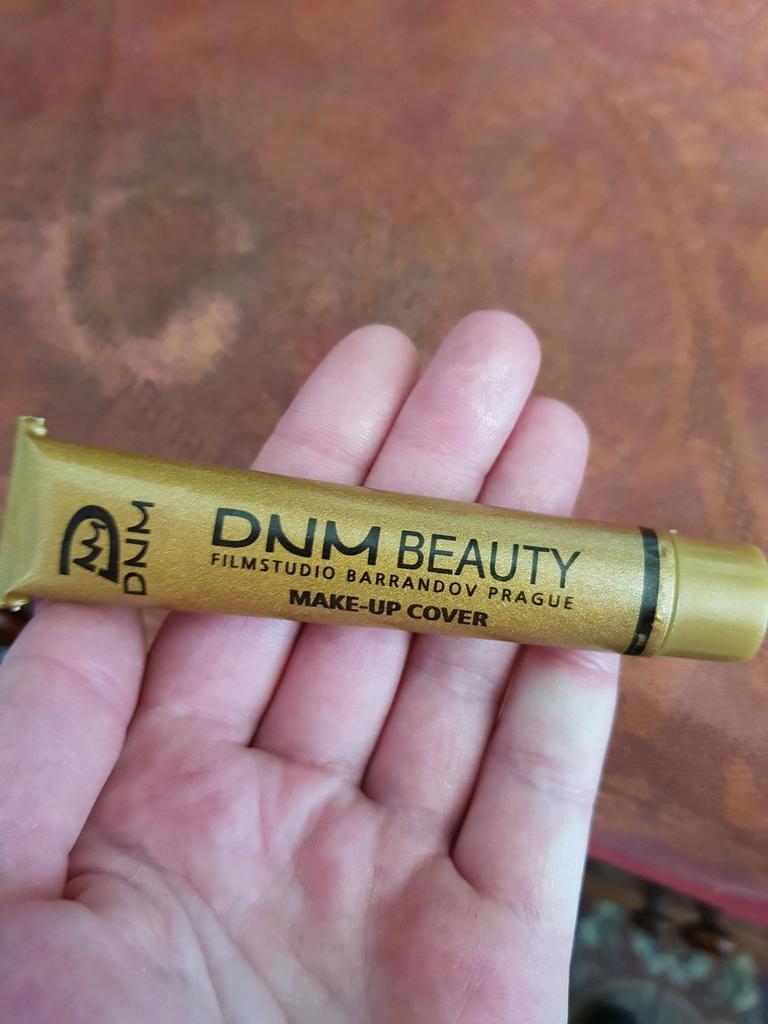 DNM
DNM BEAUTY
FILMSTUDIO BARRANDOV PRAGUE
MAKE-UP COVER